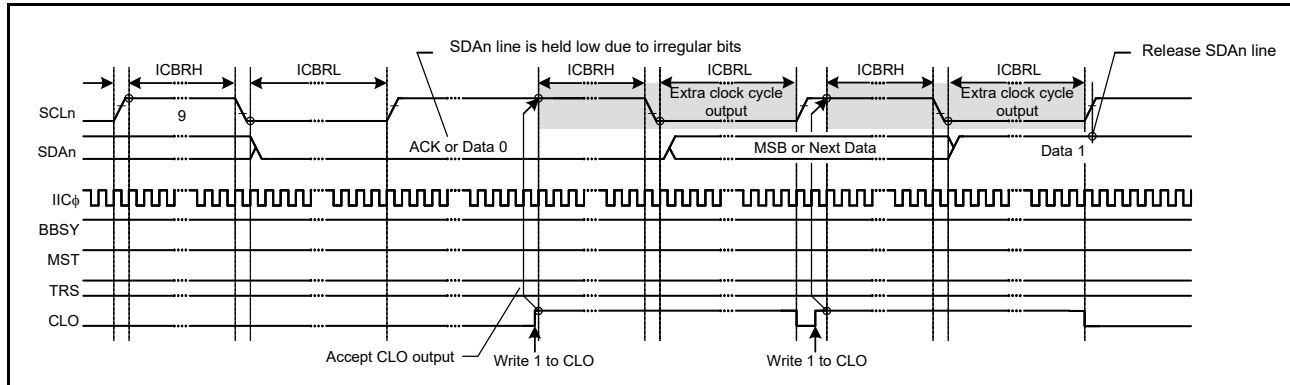 SDAn line is held low due to irregular bits
Release SDAn line
ICBRH
ICBRL
ICBRH
ICBRL
ICBRH
ICBRL
Extra clock cycle output
Extra clock cycle output
SCLn
9
SDAn
ACK or Data 0
MSB or Next Data
Data 1
IICϕ
BBSY
MST
TRS
CLO
Accept CLO output
Write 1 to CLO
Write 1 to CLO